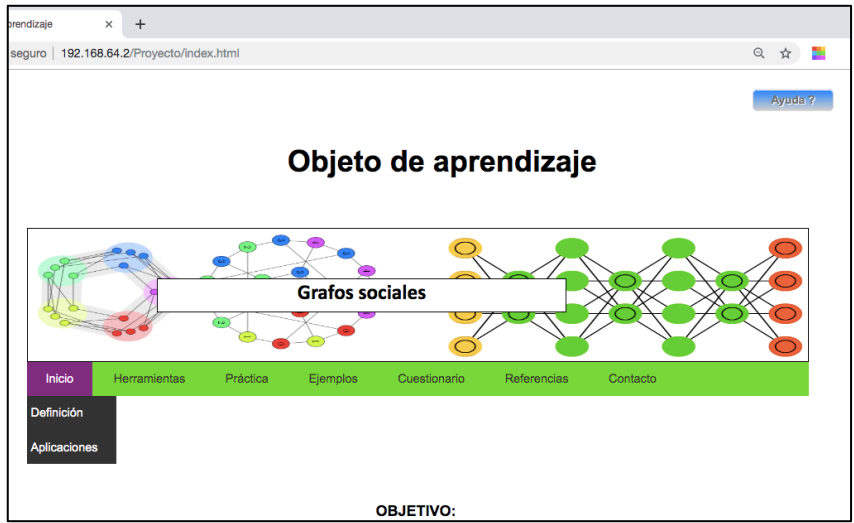 prendizaje × +
seguro | 192.168.64.2/Proyecto/index.html
Ayuda ?
Objeto de aprendizaje
Grafos sociales
Inicio Herramientas Práctica Ejemplos Cuestionario Referencias Contacto
Definición
Aplicaciones
OBJETIVO: